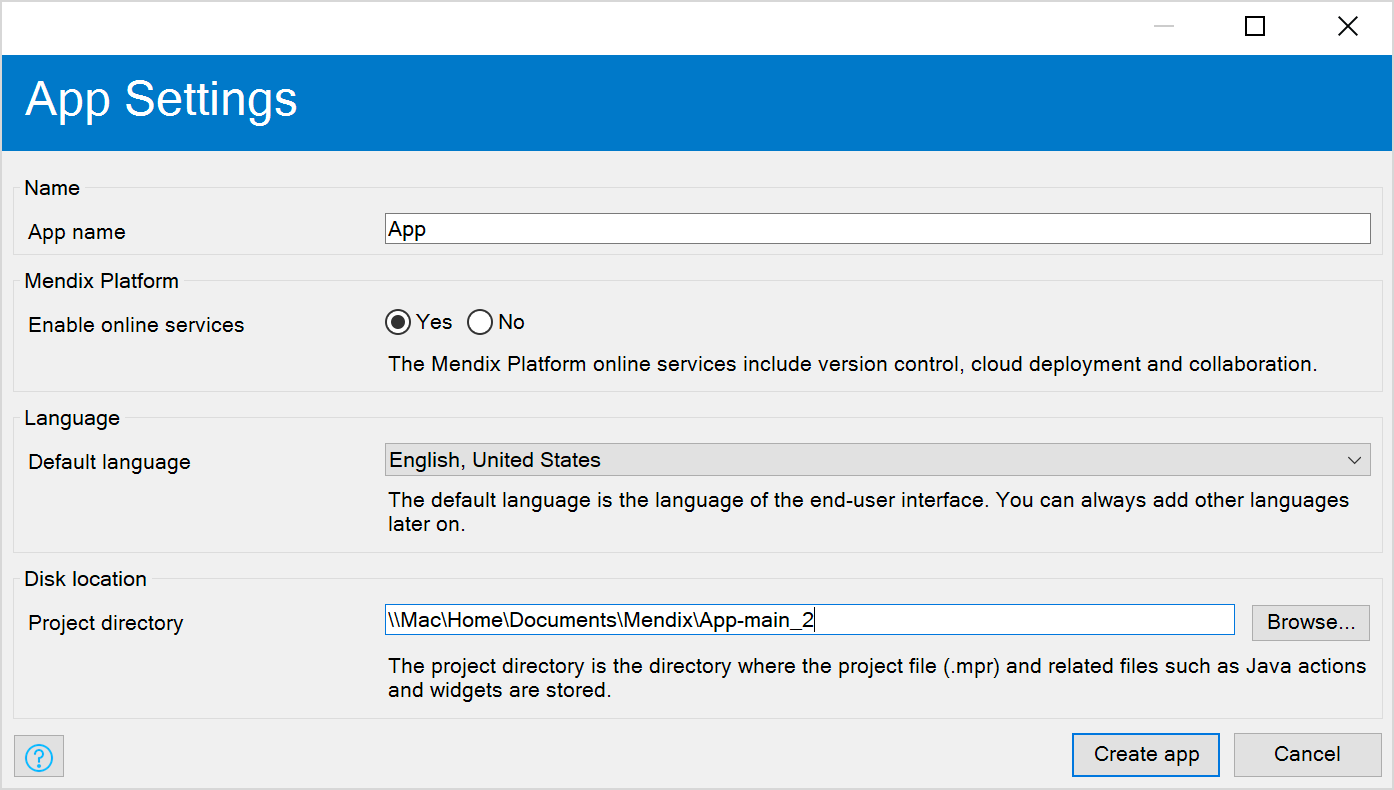 App Settings
Name
App name
App
Mendix Platform
Enable online services
Yes
No
The Mendix Platform online services include version control, cloud deployment and collaboration.
Language
Default language
English, United States
The default language is the language of the end-user interface. You can always add other languages
later on.
Disk location
Project directory
\\Mac\Home\Documents\Mendix\App-main_2
Browse...
The project directory is the directory where the project file (.mpr) and related files such as Java actions
and widgets are stored.
?
Create app
Cancel